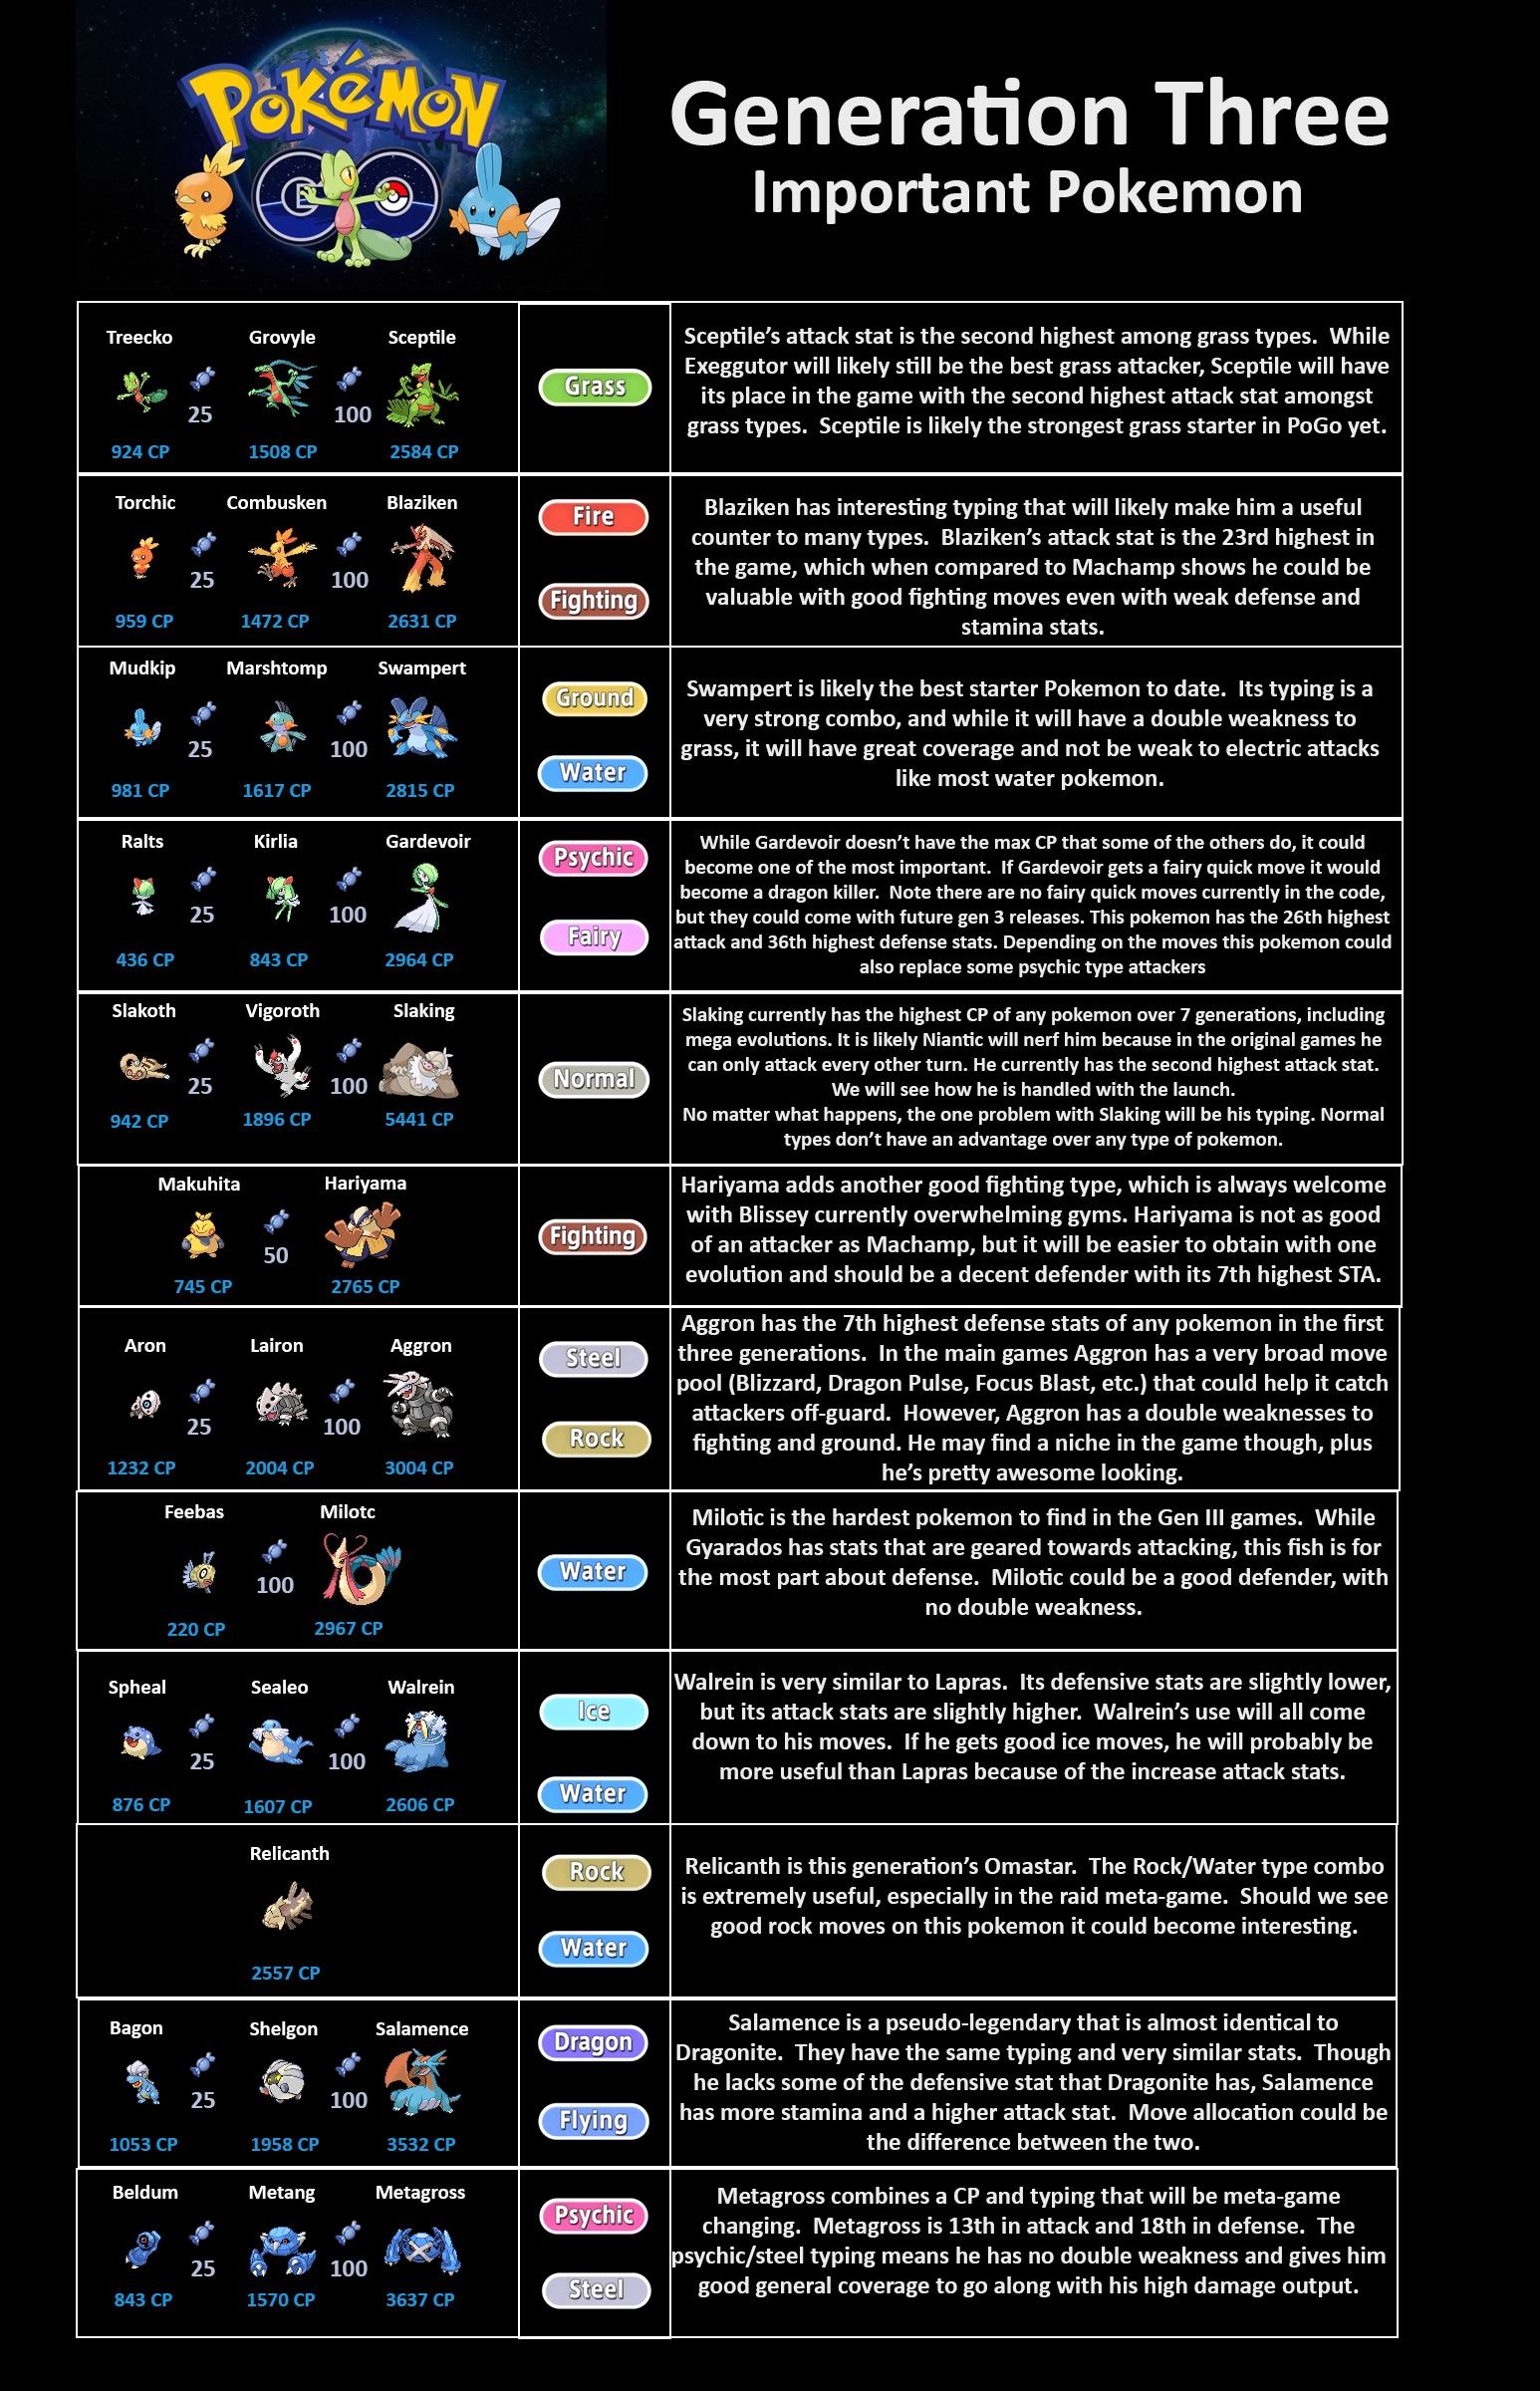 POKéMON
GO
Generation Three
Important Pokemon
Treecko Grovyle Sceptile
25 100
924 CP 1508 CP 2584 CP
Grass
Sceptile’s attack stat is the second highest among grass types. While
Exeggutor will likely still be the best grass attacker, Sceptile will have
its place in the game with the second highest attack stat amongst
grass types. Sceptile is likely the strongest grass starter in PoGo yet.
Torchic Combusken Blaziken
25 100
959 CP 1472 CP 2631 CP
Fire
Fighting
Blaziken has interesting typing that will likely make him a useful
counter to many types. Blaziken’s attack stat is the 23rd highest in
the game, which when compared to Machamp shows he could be
valuable with good fighting moves even with weak defense and
stamina stats.
Mudkip Marshtomp Swampert
25 100
981 CP 1617 CP 2815 CP
Ground
Water
Swampert is likely the best starter Pokemon to date. Its typing is a
very strong combo, and while it will have a double weakness to
grass, it will have great coverage and not be weak to electric attacks
like most water pokemon.
Ralts Kirlia Gardevoir
25 100
436 CP 843 CP 2964 CP
Psychic
Fairy
While Gardevoir doesn’t have the max CP that some of the others do, it could
become one of the most important. If Gardevoir gets a fairy quick move it would
become a dragon killer. Note there are no fairy quick moves currently in the code,
but they could come with future gen 3 releases. This pokemon has the 26th highest
attack and 36th highest defense stats. Depending on the moves this pokemon could
also replace some psychic type attackers
Slakoth Vigoroth Slaking
25 100
942 CP 1896 CP 5441 CP
Normal
Slaking currently has the highest CP of any pokemon over 7 generations, including
mega evolutions. It is likely Niantic will nerf him because in the original games he
can only attack every other turn. He currently has the second highest attack stat.
We will see how he is handled with the launch.
No matter what happens, the one problem with Slaking will be his typing. Normal
types don’t have an advantage over any type of pokemon.
Makuhita Hariyama
50
745 CP 2765 CP
Fighting
Hariyama adds another good fighting type, which is always welcome
with Blissey currently overwhelming gyms. Hariyama is not as good
of an attacker as Machamp, but it will be easier to obtain with one
evolution and should be a decent defender with its 7th highest STA.
Aron Lairon Aggron
25 100
1232 CP 2004 CP 3004 CP
Steel
Rock
Aggron has the 7th highest defense stats of any pokemon in the first
three generations. In the main games Aggron has a very broad move
pool (Blizzard, Dragon Pulse, Focus Blast, etc.) that could help it catch
attackers off-guard. However, Aggron has a double weaknesses to
fighting and ground. He may find a niche in the game though, plus
he’s pretty awesome looking.
Feebas Milotc
100
220 CP 2967 CP
Water
Milotic is the hardest pokemon to find in the Gen III games. While
Gyarados has stats that are geared towards attacking, this fish is for
the most part about defense. Milotic could be a good defender, with
no double weakness.
Spheal Sealeo Walrein
25 100
876 CP 1607 CP 2606 CP
Ice
Water
Walrein is very similar to Lapras. Its defensive stats are slightly lower,
but its attack stats are slightly higher. Walrein’s use will all come
down to his moves. If he gets good ice moves, he will probably be
more useful than Lapras because of the increase attack stats.
Relicanth
2557 CP
Rock
Water
Relicanth is this generation’s Omastar. The Rock/Water type combo
is extremely useful, especially in the raid meta-game. Should we see
good rock moves on this pokemon it could become interesting.
Bagon Shelgon Salamence
25 100
1053 CP 1958 CP 3532 CP
Dragon
Flying
Salamence is a pseudo-legendary that is almost identical to
Dragonite. They have the same typing and very similar stats. Though
he lacks some of the defensive stat that Dragonite has, Salamence
has more stamina and a higher attack stat. Move allocation could be
the difference between the two.
Beldum Metang Metagross
25 100
843 CP 1570 CP 3637 CP
Psychic
Steel
Metagross combines a CP and typing that will be meta-game
changing. Metagross is 13th in attack and 18th in defense. The
psychic/steel typing means he has no double weakness and gives him
good general coverage to go along with his high damage output.